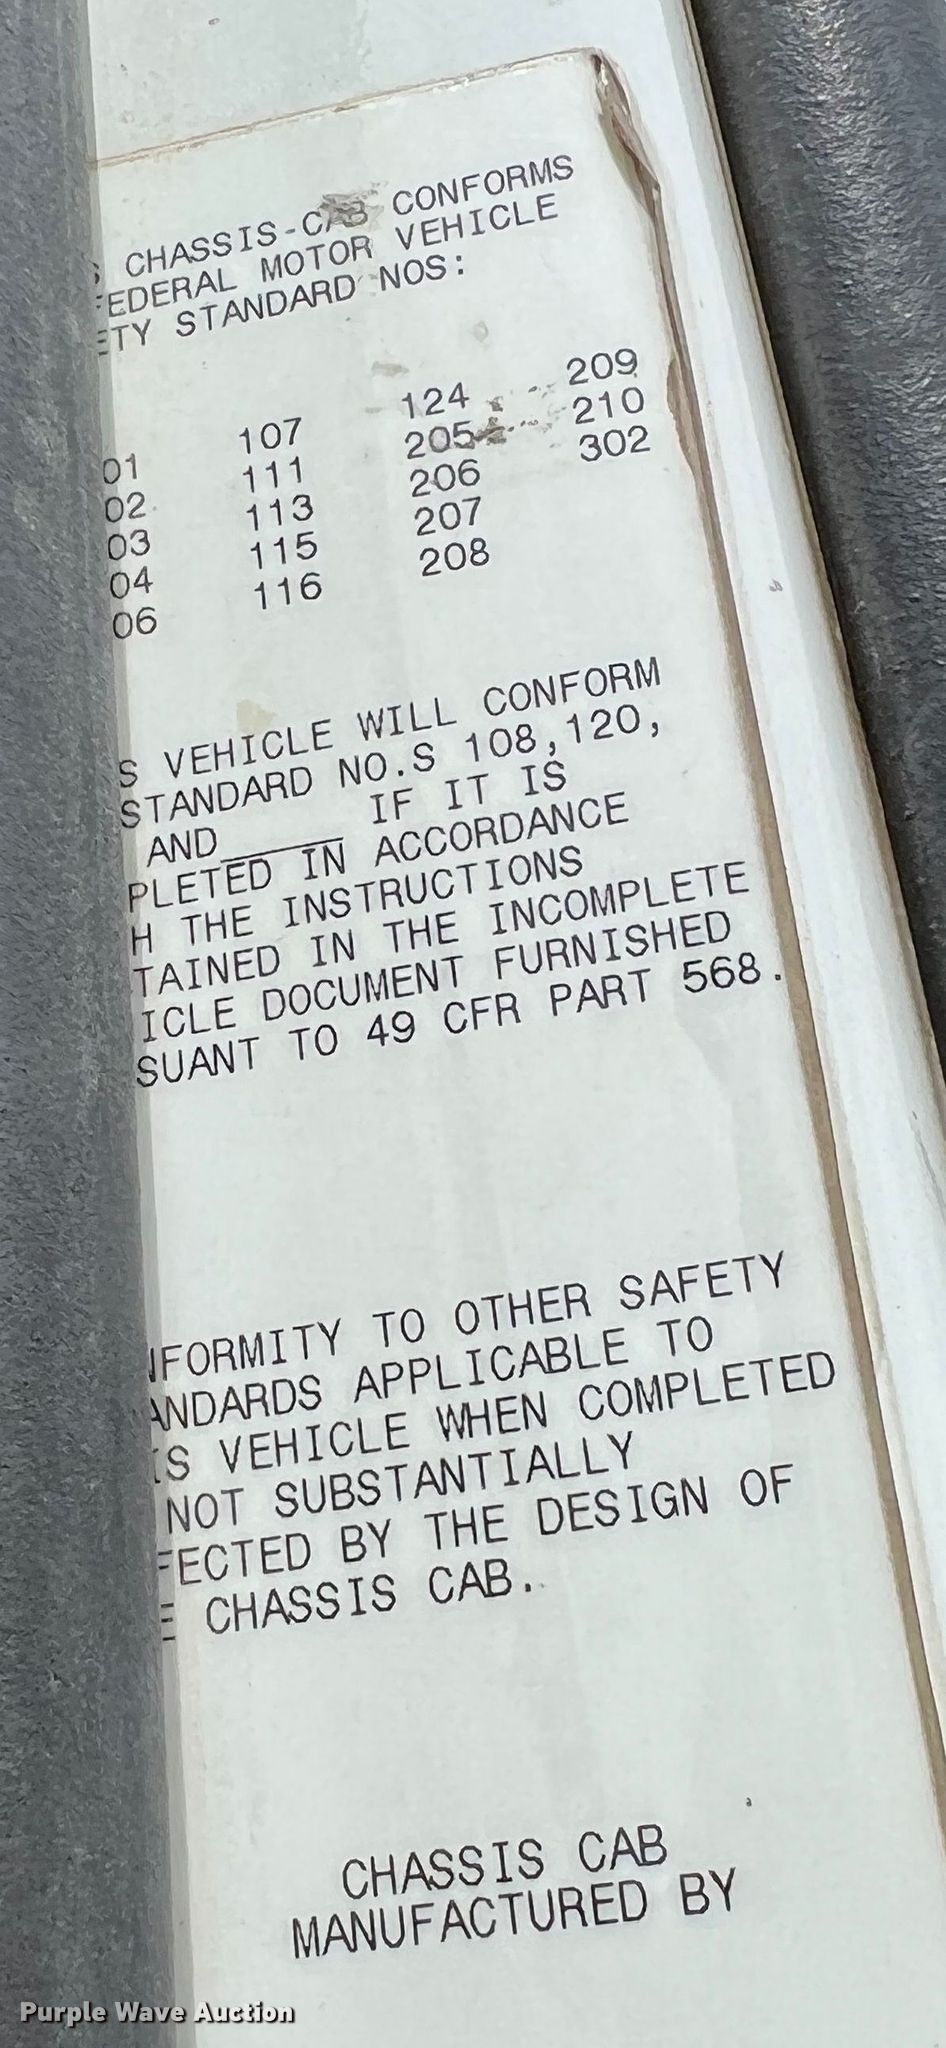 S CHASSIS-CAB CONFORMS
FEDERAL MOTOR VEHICLE
ETY STANDARD NOS:
01 107 124 209
02 111 205 210
03 113 206 302
04 115 207
06 116 208
S VEHICLE WILL CONFORM
STANDARD NO.S 108,120,
AND_____ IF IT IS
PLETED IN ACCORDANCE
H THE INSTRUCTIONS
TAINED IN THE INCOMPLETE
ICLE DOCUMENT FURNISHED
SUANT TO 49 CFR PART 568.
NFORMITY TO OTHER SAFETY
ANDARDS APPLICABLE TO
IS VEHICLE WHEN COMPLETED
NOT SUBSTANTIALLY
FECTED BY THE DESIGN OF
E CHASSIS CAB.
CHASSIS CAB
MANUFACTURED BY
Purple Wave Auction